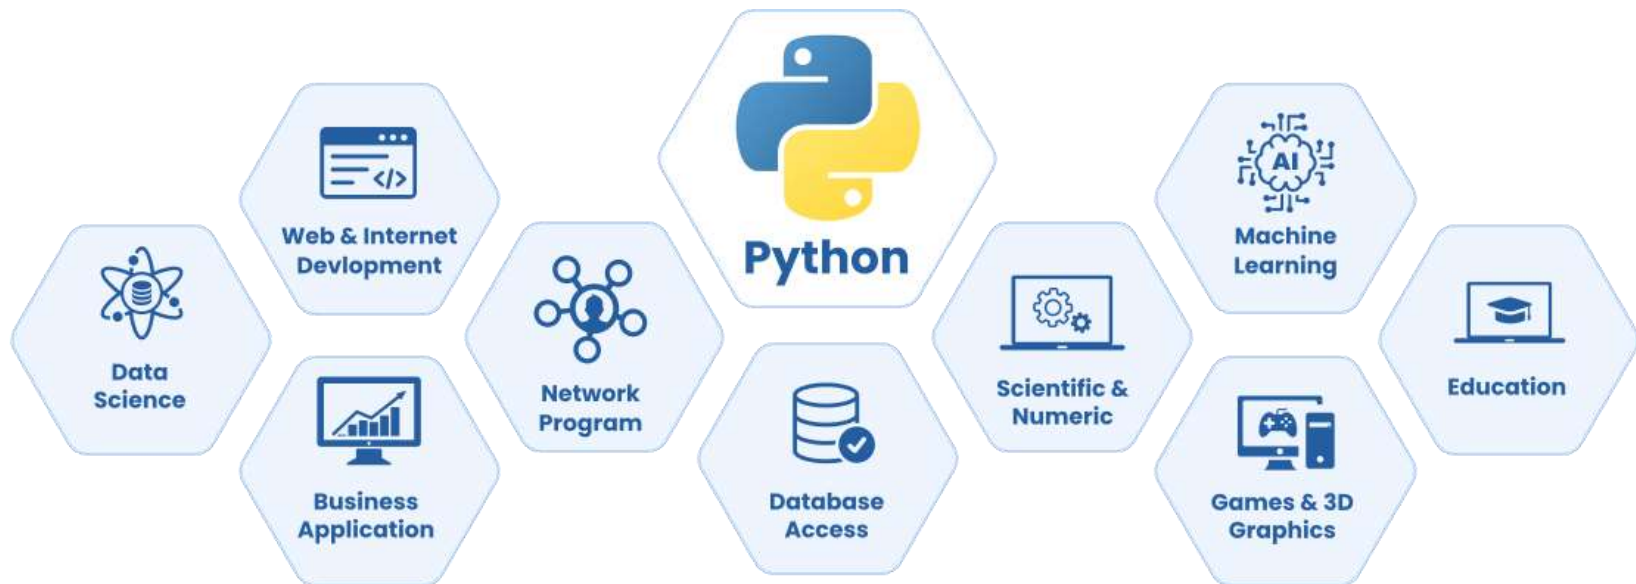 Python
Web & Internet
Devlopment
</>
AI
Machine
Learning
Data
Science
Network
Program
Scientific &
Numeric
Education
Business
Application
Database
Access
Games & 3D
Graphics